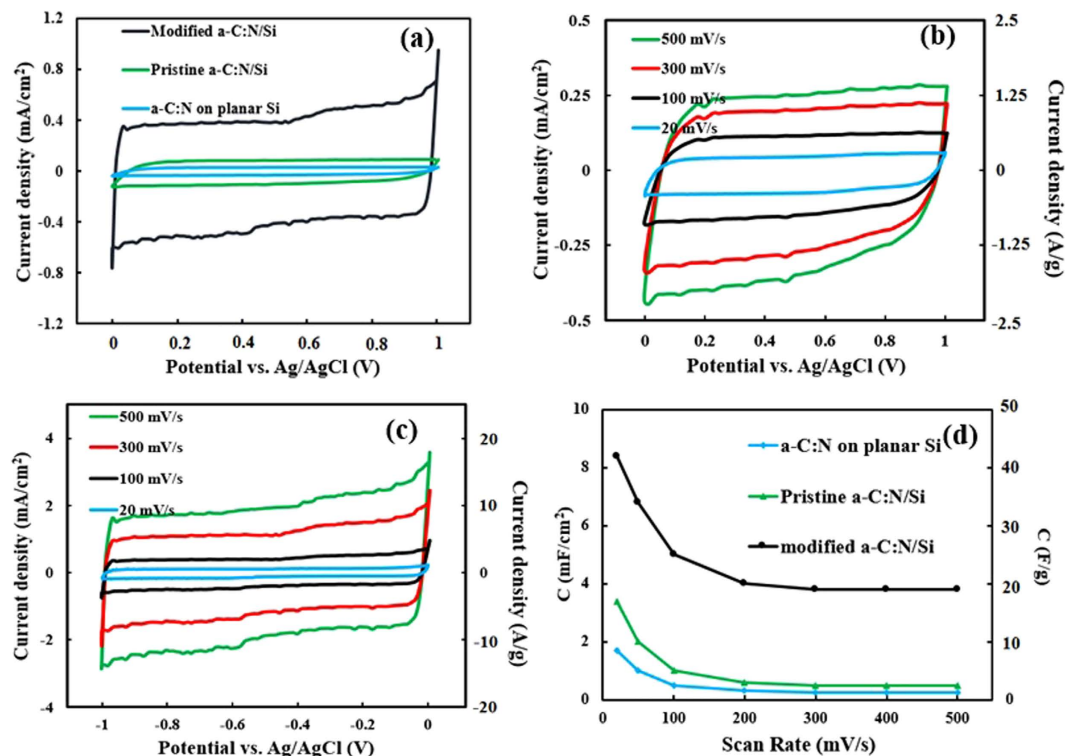 (a)
Modified a-C:N/Si
Pristine a-C:N/Si
a-C:N on planar Si
Current density (mA/cm²)
1.2
0.8
0.4
0
-0.4
-0.8
-1.2
0 0.2 0.4 0.6 0.8 1
Potential vs. Ag/AgCl (V)
(b)
500 mV/s
300 mV/s
100 mV/s
20 mV/s
Current density (mA/cm²)
0.5
0.25
0
-0.25
-0.5
2.5
1.25
0
-1.25
-2.5
Current density (A/g)
0 0.2 0.4 0.6 0.8 1
Potential vs. Ag/AgCl (V)
(c)
500 mV/s
300 mV/s
100 mV/s
20 mV/s
Current density (mA/cm²)
4
2
0
-2
-4
20
10
0
-10
-20
Current density (A/g)
-1 -0.8 -0.6 -0.4 -0.2 0
Potential vs. Ag/AgCl (V)
(d)
a-C:N on planar Si
Pristine a-C:N/Si
modified a-C:N/Si
C (mF/cm²)
10
8
6
4
2
0
50
40
30
20
10
0
C (F/g)
0 100 200 300 400 500
Scan Rate (mV/s)